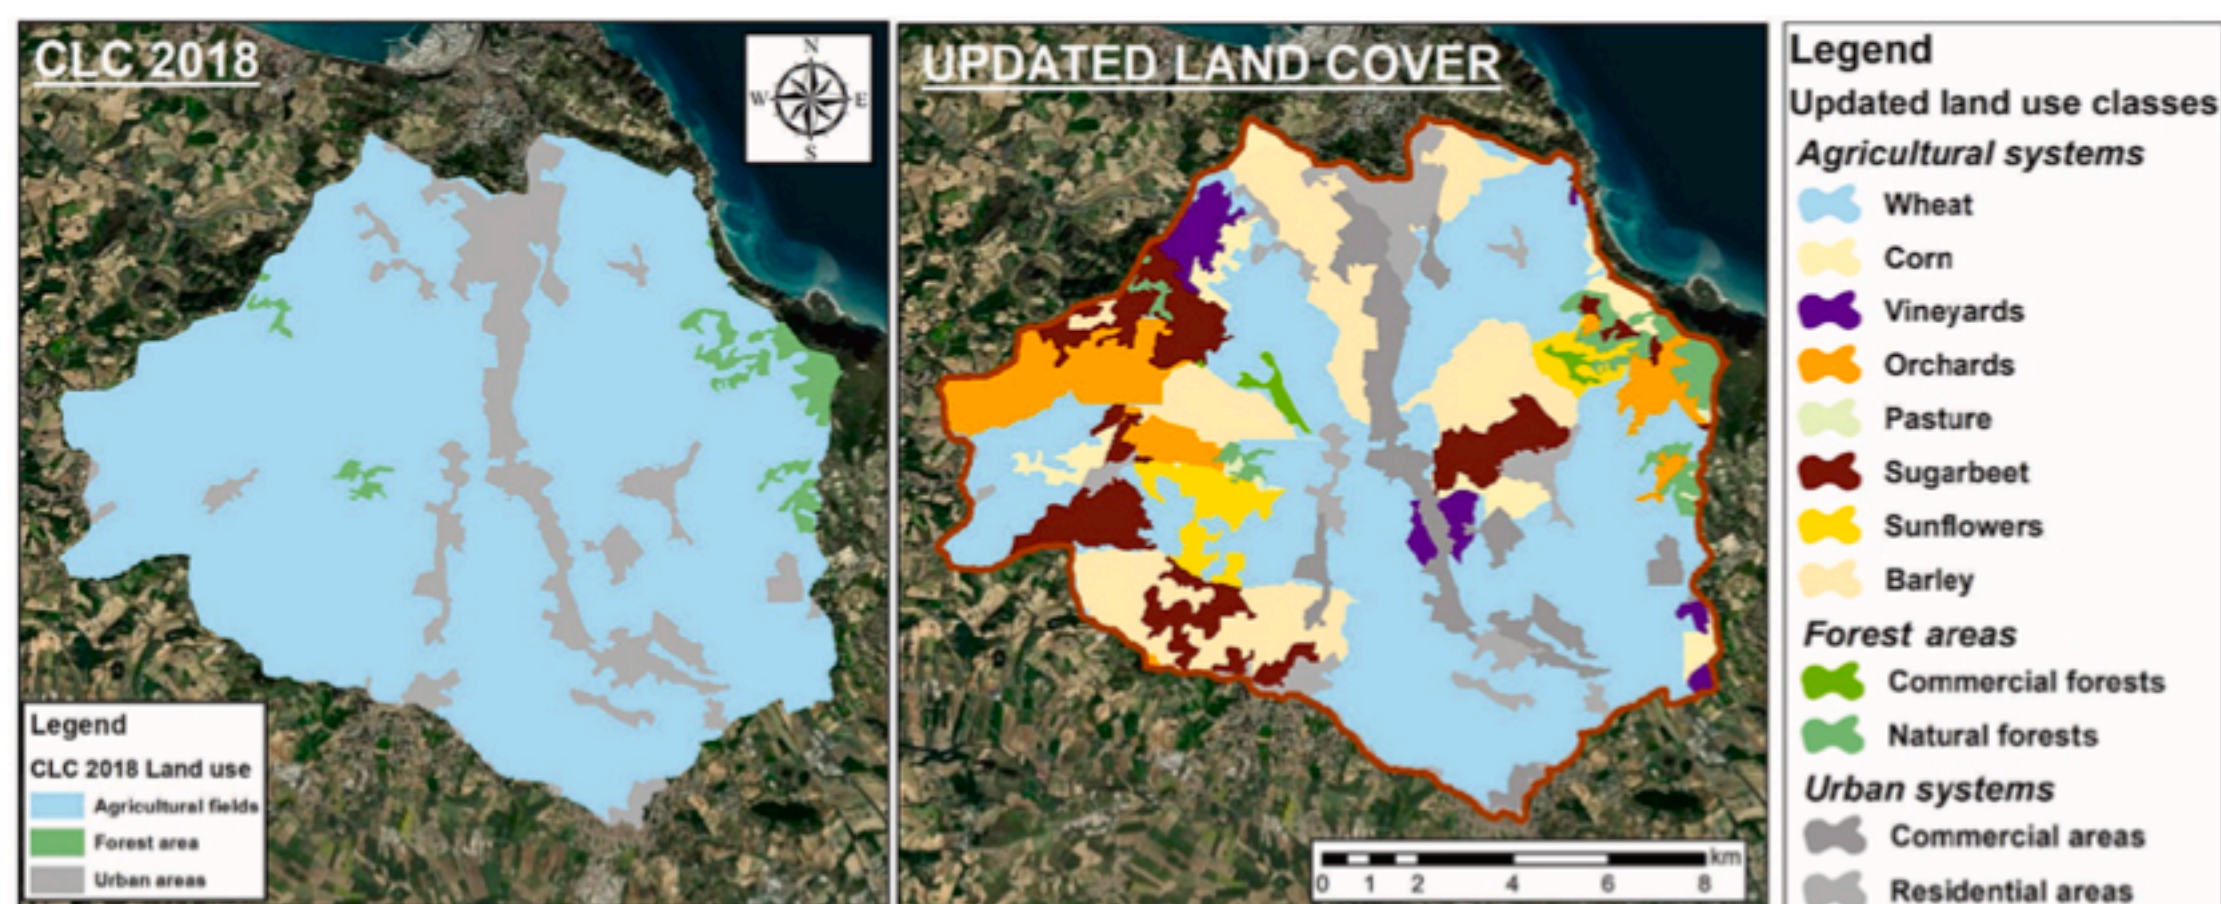 CLC 2018
N
W
E
S
Legend
CLC 2018 Land use
Agricultural fields
Forest area
Urban areas
UPDATED LAND COVER
km
0 1 2 4 6 8
Legend
Updated land use classes
Agricultural systems
Wheat
Corn
Vineyards
Orchards
Pasture
Sugarbeet
Sunflowers
Barley
Forest areas
Commercial forests
Natural forests
Urban systems
Commercial areas
Residential areas